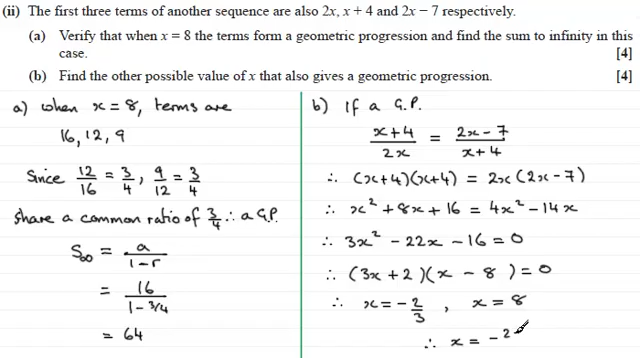 (ii) The first three terms of another sequence are also 2x, x + 4 and 2x − 7 respectively.
(a) Verify that when x = 8 the terms form a geometric progression and find the sum to infinity in this
case. [4]
(b) Find the other possible value of x that also gives a geometric progression. [4]
a) when x = 8, terms are
16, 12, 9
Since 12/16 = 3/4, 9/12 = 3/4
share a common ratio of 3/4 ∴ a G.P.
S∞ = a/(1−r)
= 16/(1−3/4)
= 64
b) If a G.P.
(x+4)/2x = (2x−7)/(x+4)
∴ (x+4)(x+4) = 2x(2x−7)
∴ x² + 8x + 16 = 4x² − 14x
∴ 3x² − 22x − 16 = 0
∴ (3x + 2)(x − 8) = 0
∴ x = −2/3 , x = 8
∴ x = −2